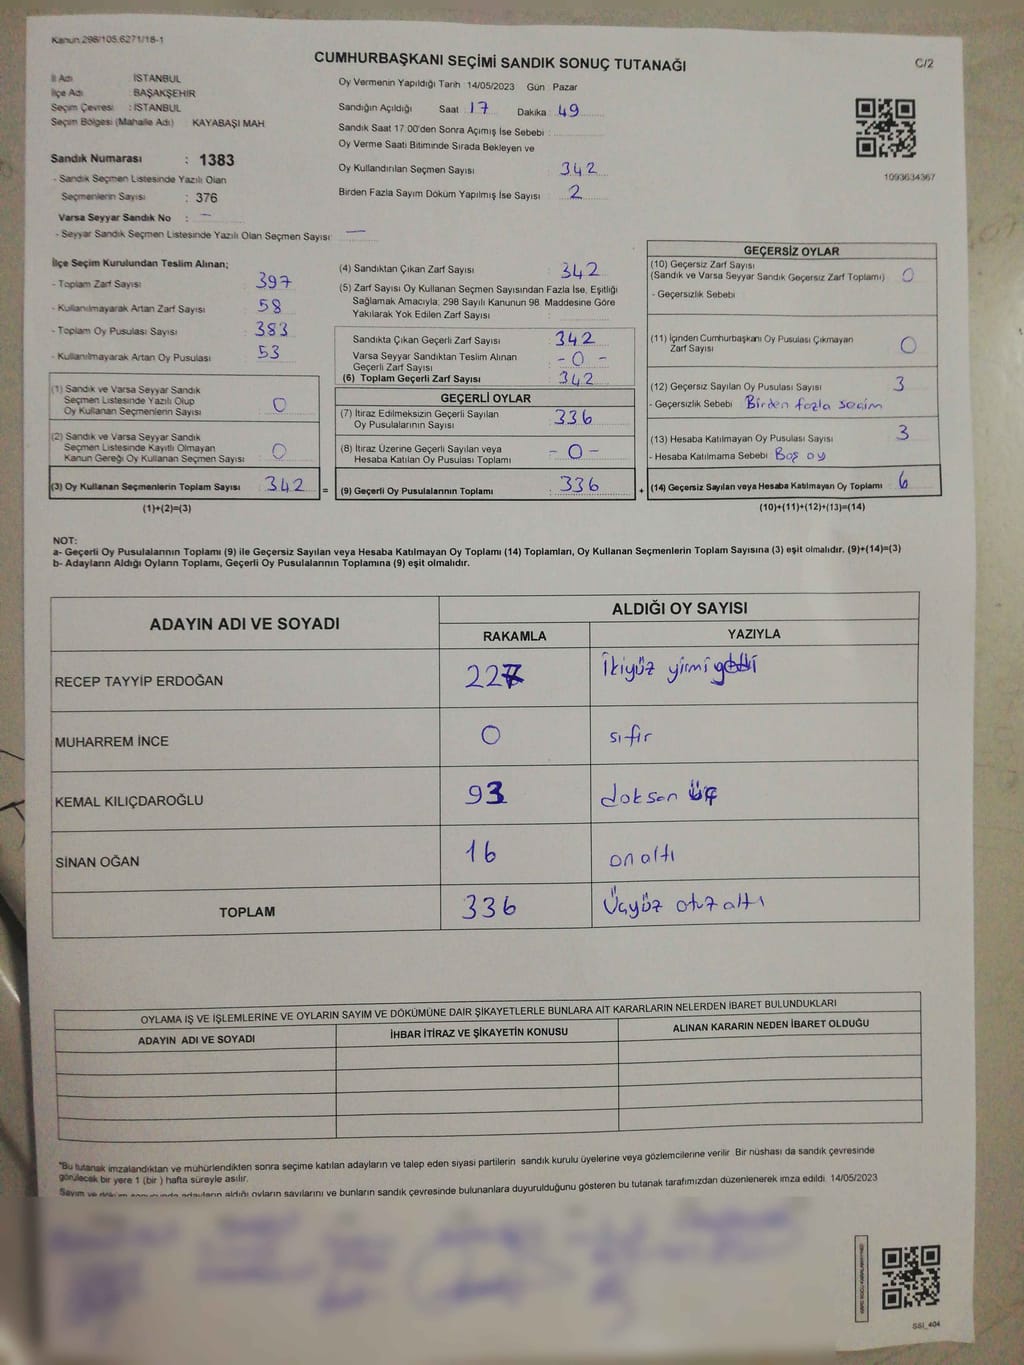 Kanun.298/105.6271/18-1
CUMHURBAŞKANI SEÇİMİ SANDIK SONUÇ TUTANAĞI
C/2
İl Adı : İSTANBUL
İlçe Adı : BAŞAKŞEHİR
Seçim Çevresi : İSTANBUL
Seçim Bölgesi (Mahalle Adı) : KAYABAŞI MAH
Sandık Numarası : 1383
- Sandık Seçmen Listesinde Yazılı Olan
Seçmenlerin Sayısı : 376
Varsa Seyyar Sandık No : —
- Seyyar Sandık Seçmen Listesinde Yazılı Olan Seçmen Sayısı: —
Oy Vermenin Yapıldığı Tarih : 14/05/2023 Gün : Pazar
Sandığın Açıldığı Saat : 17 Dakika : 49
Sandık Saat 17:00'den Sonra Açımış İse Sebebi :
Oy Verme Saati Bitiminde Sırada Bekleyen ve
Oy Kullandırılan Seçmen Sayısı : 342
Birden Fazla Sayım Döküm Yapılmış İse Sayısı : 2
1093634367
İlçe Seçim Kurulundan Teslim Alınan;
- Toplam Zarf Sayısı : 397
- Kullanılmayarak Artan Zarf Sayısı : 58
- Toplam Oy Pusulası Sayısı : 383
- Kullanılmayarak Artan Oy Pusulası : 53
(1) Sandık ve Varsa Seyyar Sandık
Seçmen Listesinde Yazılı Olup
Oy Kullanan Seçmenlerin Sayısı : 0
(2) Sandık ve Varsa Seyyar Sandık
Seçmen Listesinde Kayıtlı Olmayan
Kanun Gereği Oy Kullanan Seçmen Sayısı : 0
(3) Oy Kullanan Seçmenlerin Toplam Sayısı : 342 =
(1)+(2)=(3)
(4) Sandıktan Çıkan Zarf Sayısı : 342
(5) Zarf Sayısı Oy Kullanan Seçmen Sayısından Fazla İse, Eşitliği
Sağlamak Amacıyla; 298 Sayılı Kanunun 98. Maddesine Göre
Yakılarak Yok Edilen Zarf Sayısı :
Sandıkta Çıkan Geçerli Zarf Sayısı : 342
Varsa Seyyar Sandıktan Teslim Alınan
Geçerli Zarf Sayısı : - 0 -
(6) Toplam Geçerli Zarf Sayısı : 342
GEÇERLİ OYLAR
(7) İtiraz Edilmeksizin Geçerli Sayılan
Oy Pusulalarının Sayısı : 336
(8) İtiraz Üzerine Geçerli Sayılan veya
Hesaba Katılan Oy Pusulası Toplamı : - 0 -
(9) Geçerli Oy Pusulalarının Toplamı : 336 +
GEÇERSİZ OYLAR
(10) Geçersiz Zarf Sayısı
(Sandık ve Varsa Seyyar Sandık Geçersiz Zarf Toplamı) : 0
- Geçersizlik Sebebi
(11) İçinden Cumhurbaşkanı Oy Pusulası Çıkmayan
Zarf Sayısı : 0
(12) Geçersiz Sayılan Oy Pusulası Sayısı : 3
- Geçersizlik Sebebi : Birden fazla seçim
(13) Hesaba Katılmayan Oy Pusulası Sayısı : 3
- Hesaba Katılmama Sebebi : Boş oy
(14) Geçersiz Sayılan veya Hesaba Katılmayan Oy Toplamı : 6
(10)+(11)+(12)+(13)=(14)
NOT:
a- Geçerli Oy Pusulalarının Toplamı (9) ile Geçersiz Sayılan veya Hesaba Katılmayan Oy Toplamı (14) Toplamları, Oy Kullanan Seçmenlerin Toplam Sayısına (3) eşit olmalıdır. (9)+(14)=(3)
b- Adayların Aldığı Oyların Toplamı, Geçerli Oy Pusulalarının Toplamına (9) eşit olmalıdır.
ADAYIN ADI VE SOYADI
ALDIĞI OY SAYISI
RAKAMLA YAZIYLA
RECEP TAYYİP ERDOĞAN 227 İkiyüz yirmi yedi
MUHARREM İNCE 0 sıfır
KEMAL KILIÇDAROĞLU 93 doksan üç
SİNAN OĞAN 16 on altı
TOPLAM 336 Üçyüz otuz altı
OYLAMA İŞ VE İŞLEMLERİNE VE OYLARIN SAYIM VE DÖKÜMÜNE DAİR ŞİKAYETLERLE BUNLARA AİT KARARLARIN NELERDEN İBARET BULUNDUKLARI
ADAYIN ADI VE SOYADI
İHBAR İTİRAZ VE ŞİKAYETİN KONUSU
ALINAN KARARIN NEDEN İBARET OLDUĞU
"Bu tutanak imzalandıktan ve mühürlendikten sonra seçime katılan adayların ve talep eden siyasi partilerin sandık kurulu üyelerine veya gözlemcilerine verilir. Bir nüshası da sandık çevresinde
görülecek bir yere 1 (bir ) hafta süreyle asılır.
Sayım ve döküm sonucunda adayların aldığı oyların sayılarını ve bunların sandık çevresinde bulunanlara duyurulduğunu gösteren bu tutanak tarafımızdan düzenlenerek imza edildi. 14/05/2023
SSI_404